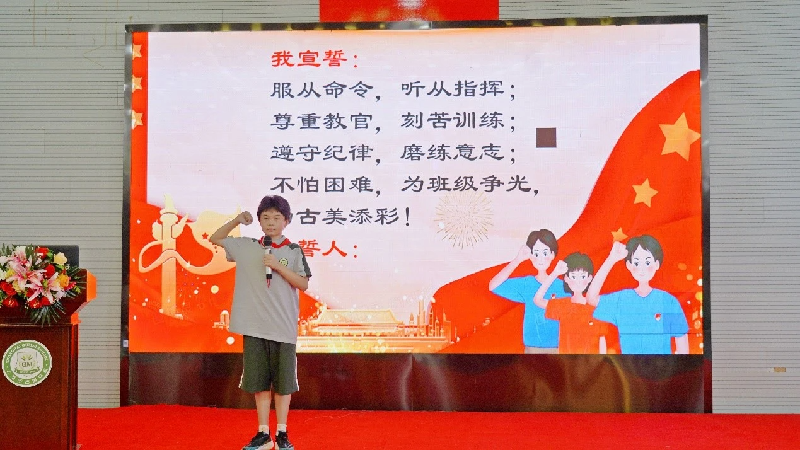 我宣誓：
服从命令，听从指挥；
尊重教官，刻苦训练；
遵守纪律，磨练意志；
不怕困难，为班级争光，
古美添彩！
誓人：